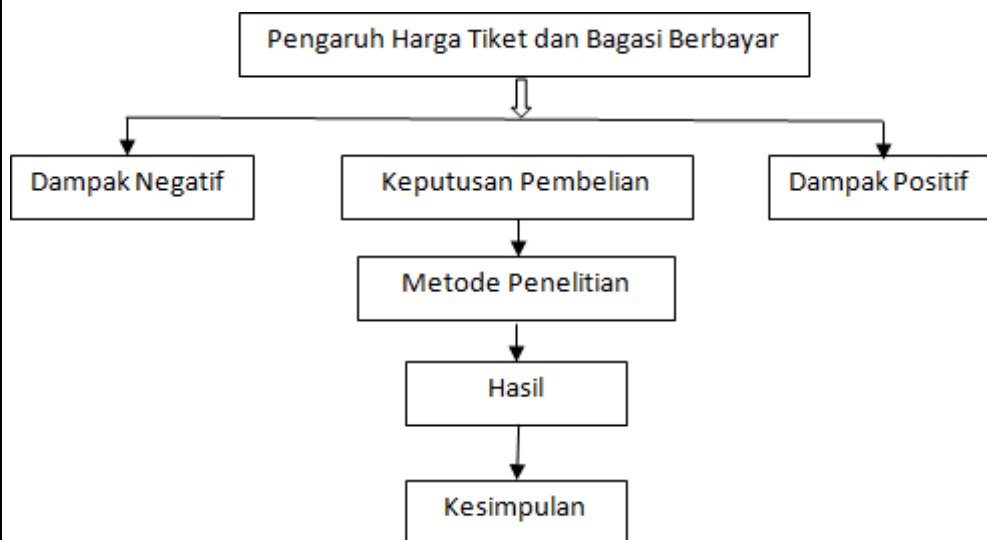 Pengaruh Harga Tiket dan Bagasi Berbayar
Dampak Negatif
Keputusan Pembelian
Dampak Positif
Metode Penelitian
Hasil
Kesimpulan